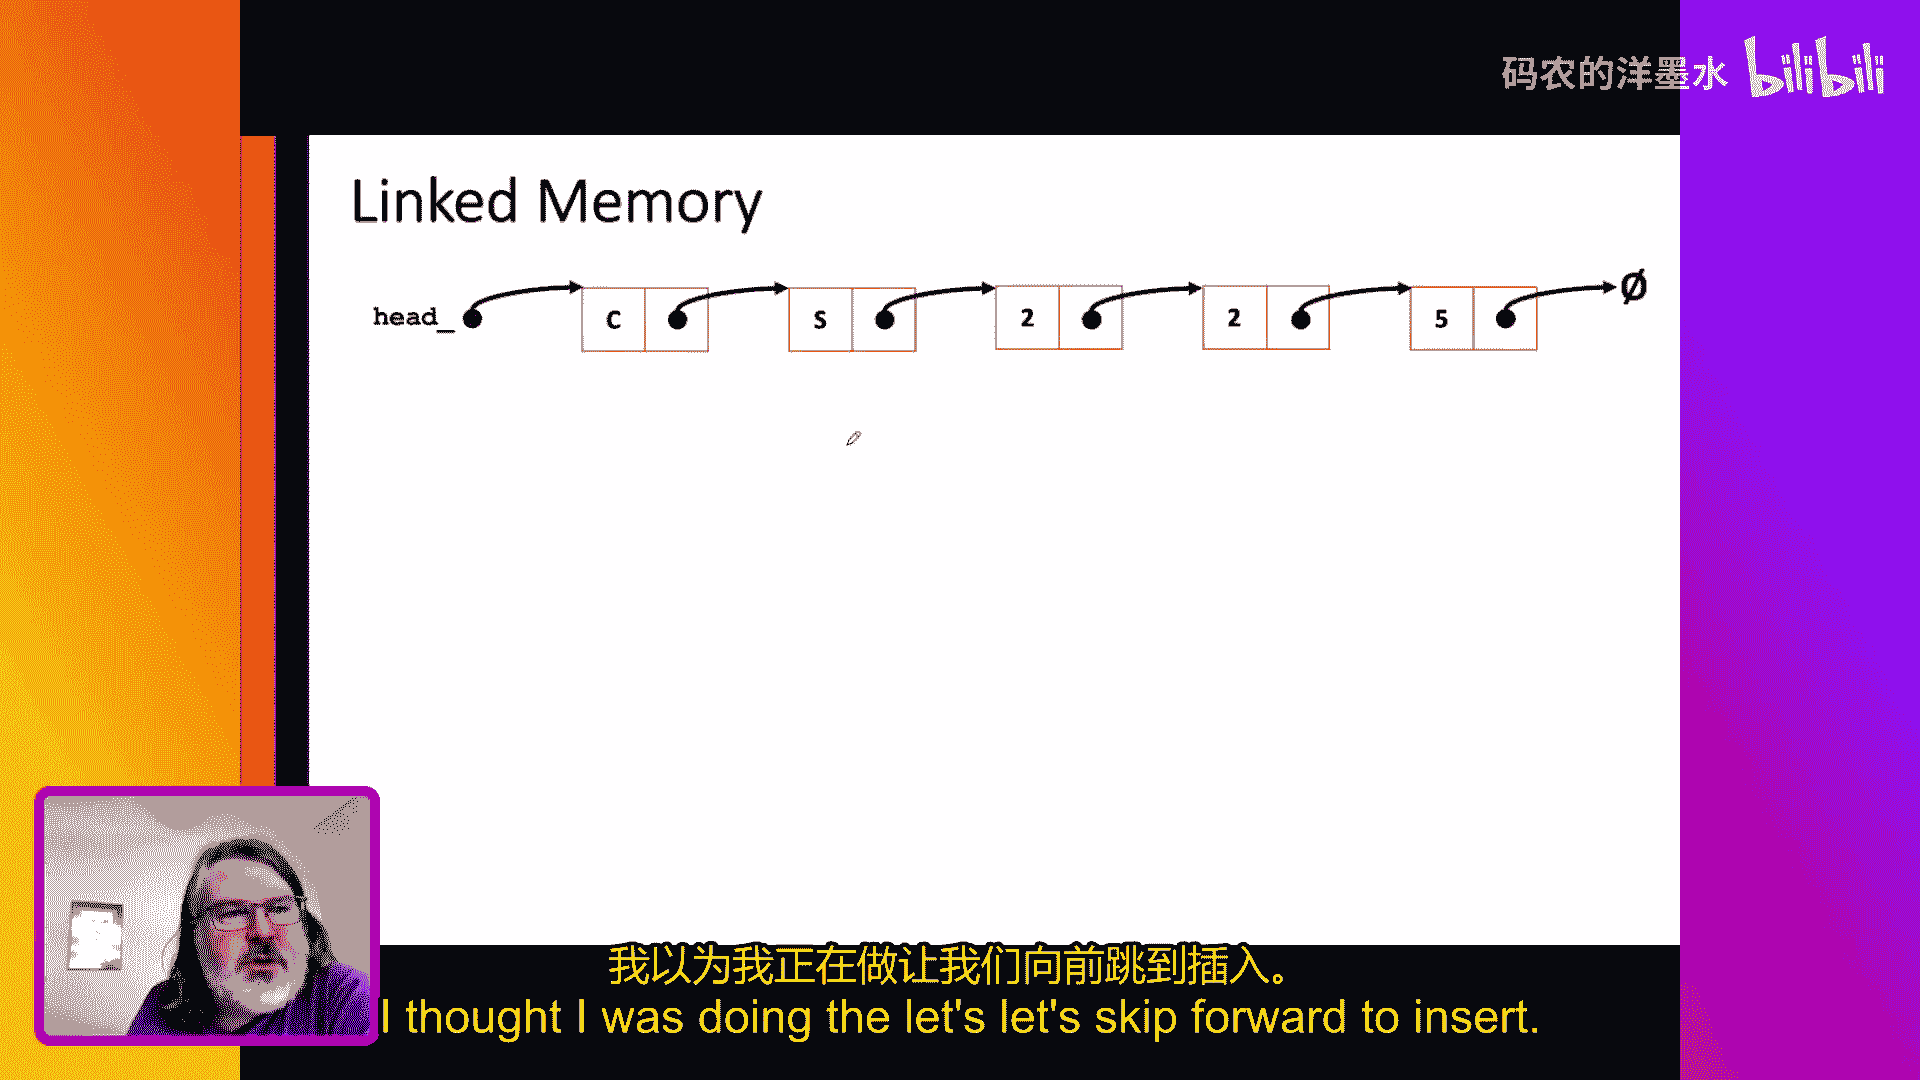 码农的洋墨水 bilibili
Linked Memory
head_ C S 2 2 5 Ø
我以为我正在做让我们向前跳到插入。
I thought I was doing the let's let's skip forward to insert.